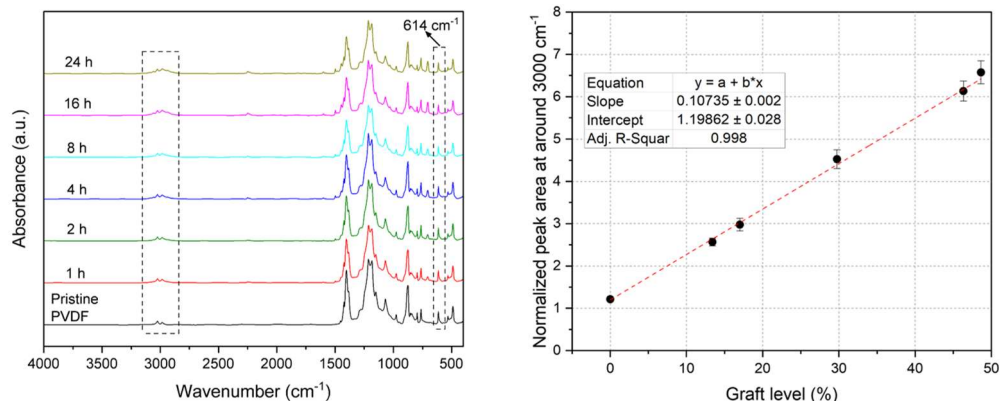 614 cm⁻¹
24 h
16 h
8 h
4 h
2 h
1 h
Pristine
PVDF
Absorbance (a.u.)
4000 3000 2000 1500 1000 500
Wavenumber (cm⁻¹)
Normalized peak area at around 3000 cm⁻¹
8
7
6
5
4
3
2
1
0
Equation y = a + b*x
Slope 0.10735 ± 0.002
Intercept 1.19862 ± 0.028
Adj. R-Squar 0.998
0 10 20 30 40 50
Graft level (%)